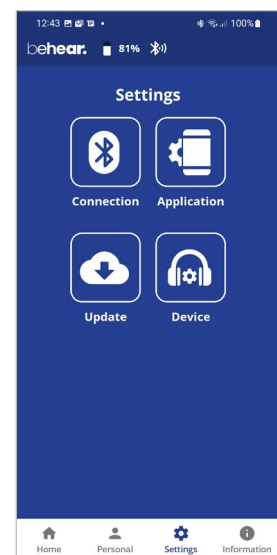 12:43 100%
behear. 81%
Settings
Connection Application
Update Device
Home Personal Settings Information